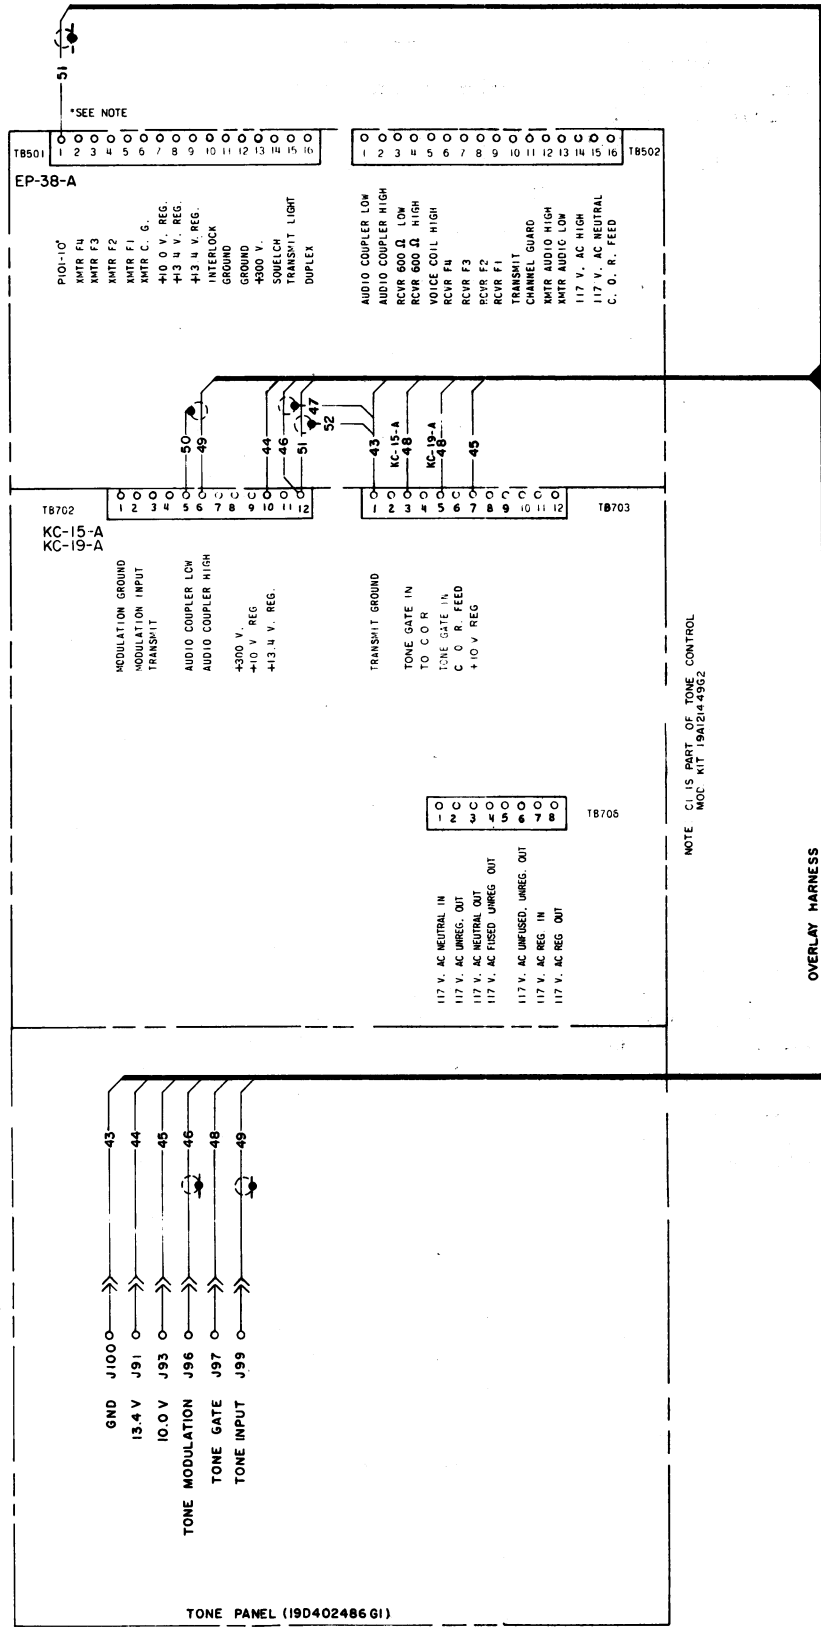 51
*SEE NOTE
TB501
1 2 3 4 5 6 7 8 9 10 11 12 13 14 15 16
EP-38-A
P101-10*
XMTR F4
XMTR F3
XMTR F2
XMTR F1
XMTR C. G.
+10 0 V. REG.
+13 4 V. REG.
+13 4 V. REG.
INTERLOCK
GROUND
GROUND
+300 V.
SQUELCH
TRANSMIT LIGHT
DUPLEX
1 2 3 4 5 6 7 8 9 10 11 12 13 14 15 16
TB502
AUDIO COUPLER LOW
AUDIO COUPLER HIGH
RCVR 600 Ω LOW
RCVR 600 Ω HIGH
VOICE COIL HIGH
RCVR F4
RCVR F3
RCVR F2
RCVR F1
TRANSMIT
CHANNEL GUARD
XMTR AUDIO HIGH
XMTR AUDIO LOW
117 V. AC HIGH
117 V. AC NEUTRAL
C. O. R. FEED
50
49
44
46
51
47
52
43
KC-15-A
48
KC-19-A
48
45
TB702
1 2 3 4 5 6 7 8 9 10 11 12
KC-15-A
KC-19-A
MODULATION GROUND
MODULATION INPUT
TRANSMIT
AUDIO COUPLER LOW
AUDIO COUPLER HIGH
+300 V.
+10 V REG
+13.4 V. REG.
1 2 3 4 5 6 7 8 9 10 11 12
TB703
TRANSMIT GROUND
TONE GATE IN
TO C O R
TONE GATE IN
C O R. FEED
+10 V REG
1 2 3 4 5 6 7 8
TB706
117 V. AC NEUTRAL IN
117 V. AC UNREG. OUT
117 V. AC NEUTRAL OUT
117 V. AC FUSED UNREG OUT
117 V. AC UNFUSED, UNREG. OUT
117 V. AC REG. IN
117 V. AC REG OUT
NOTE C1 IS PART OF TONE CONTROL
MOD KIT 19A121449G2
OVERLAY HARNESS
43
44
45
46
48
49
GND J100
13.4 V J91
10.0 V J93
TONE MODULATION J96
TONE GATE J97
TONE INPUT J99
TONE PANEL (19D402486G1)